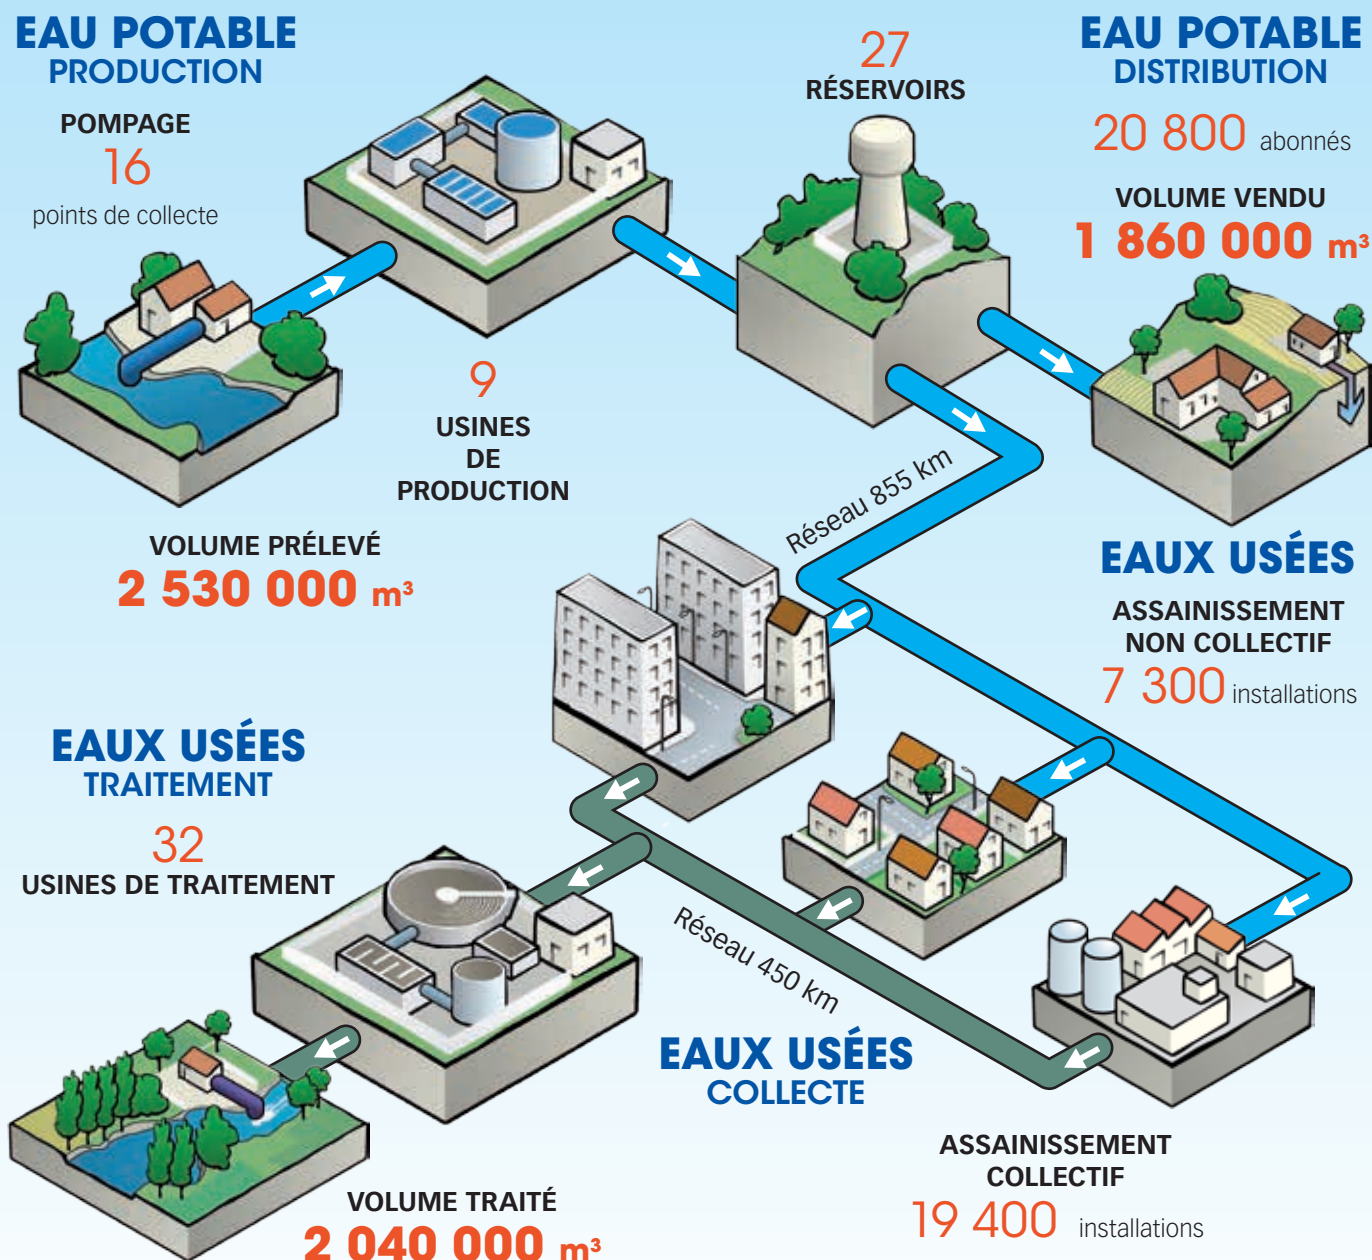 EAU POTABLE
PRODUCTION
POMPAGE
16
points de collecte
9
USINES
DE
PRODUCTION
VOLUME PRÉLEVÉ
2 530 000 m³
27
RÉSERVOIRS
EAU POTABLE
DISTRIBUTION
20 800 abonnés
VOLUME VENDU
1 860 000 m³
Réseau 855 km
EAUX USÉES
ASSAINISSEMENT
NON COLLECTIF
7 300 installations
EAUX USÉES
TRAITEMENT
32
USINES DE TRAITEMENT
Réseau 450 km
EAUX USÉES
COLLECTE
ASSAINISSEMENT
COLLECTIF
19 400 installations
VOLUME TRAITÉ
2 040 000 m³